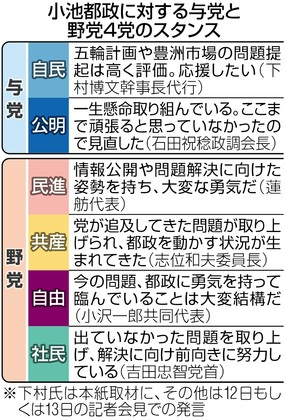 小池都政に対する与党と
野党4党のスタンス
与党
自民
五輪計画や豊洲市場の問題提
起は高く評価。応援したい(下
村博文幹事長代行)
公明
一生懸命取り組んでいる。ここま
で頑張ると思っていなかったの
で見直した(石田祝稔政調会長)
野党
民進
情報公開や問題解決に向けた
姿勢を持ち、大変な勇気だ(蓮
舫代表)
共産
党が追及してきた問題が取り上
げられ、都政を動かす状況が生
まれてきた(志位和夫委員長)
自由
今の問題、都政に勇気を持って
臨んでいることは大変結構だ
(小沢一郎共同代表)
社民
出ていなかった問題を取り上
げ、解決に向け前向きに努力し
ている(吉田忠智党首)
※下村氏は本紙取材に、その他は12日もし
くは13日の記者会見での発言